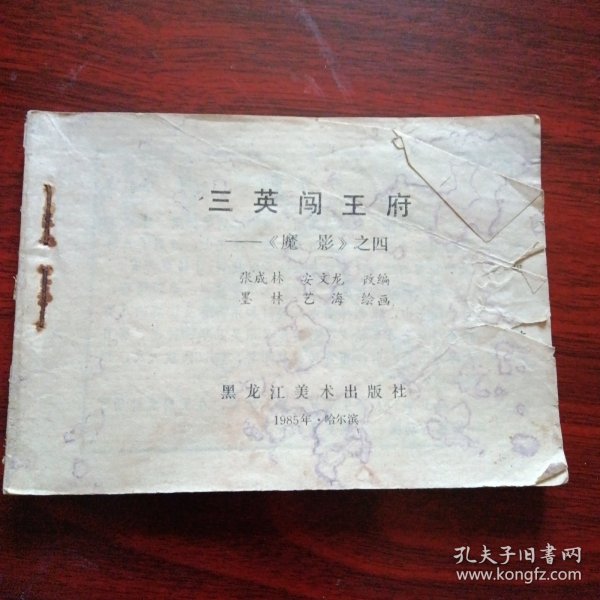 三英闯王府
——《魔影》之四
张成林 安文龙 改编
墨林 艺海 绘画
黑龙江美术出版社
1985年·哈尔滨
孔夫子旧书网
www.kongfz.com